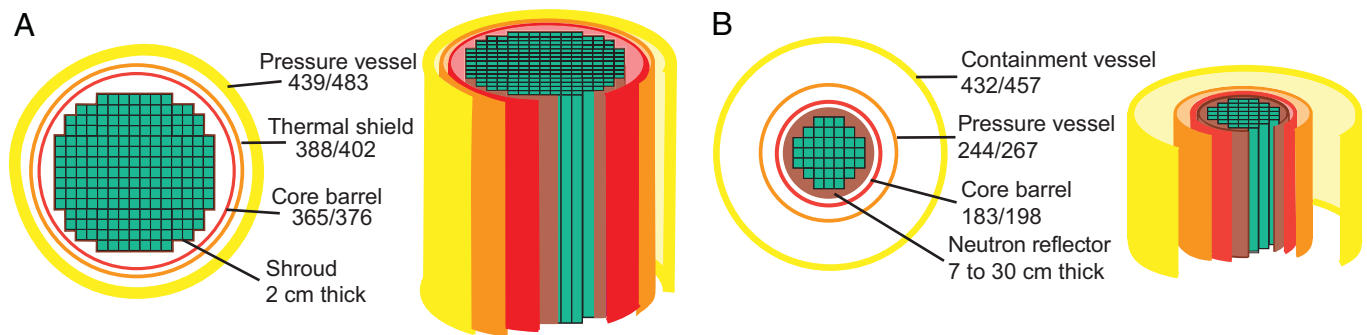 A
Pressure vessel
439/483
Thermal shield
388/402
Core barrel
365/376
Shroud
2 cm thick
B
Containment vessel
432/457
Pressure vessel
244/267
Core barrel
183/198
Neutron reflector
7 to 30 cm thick